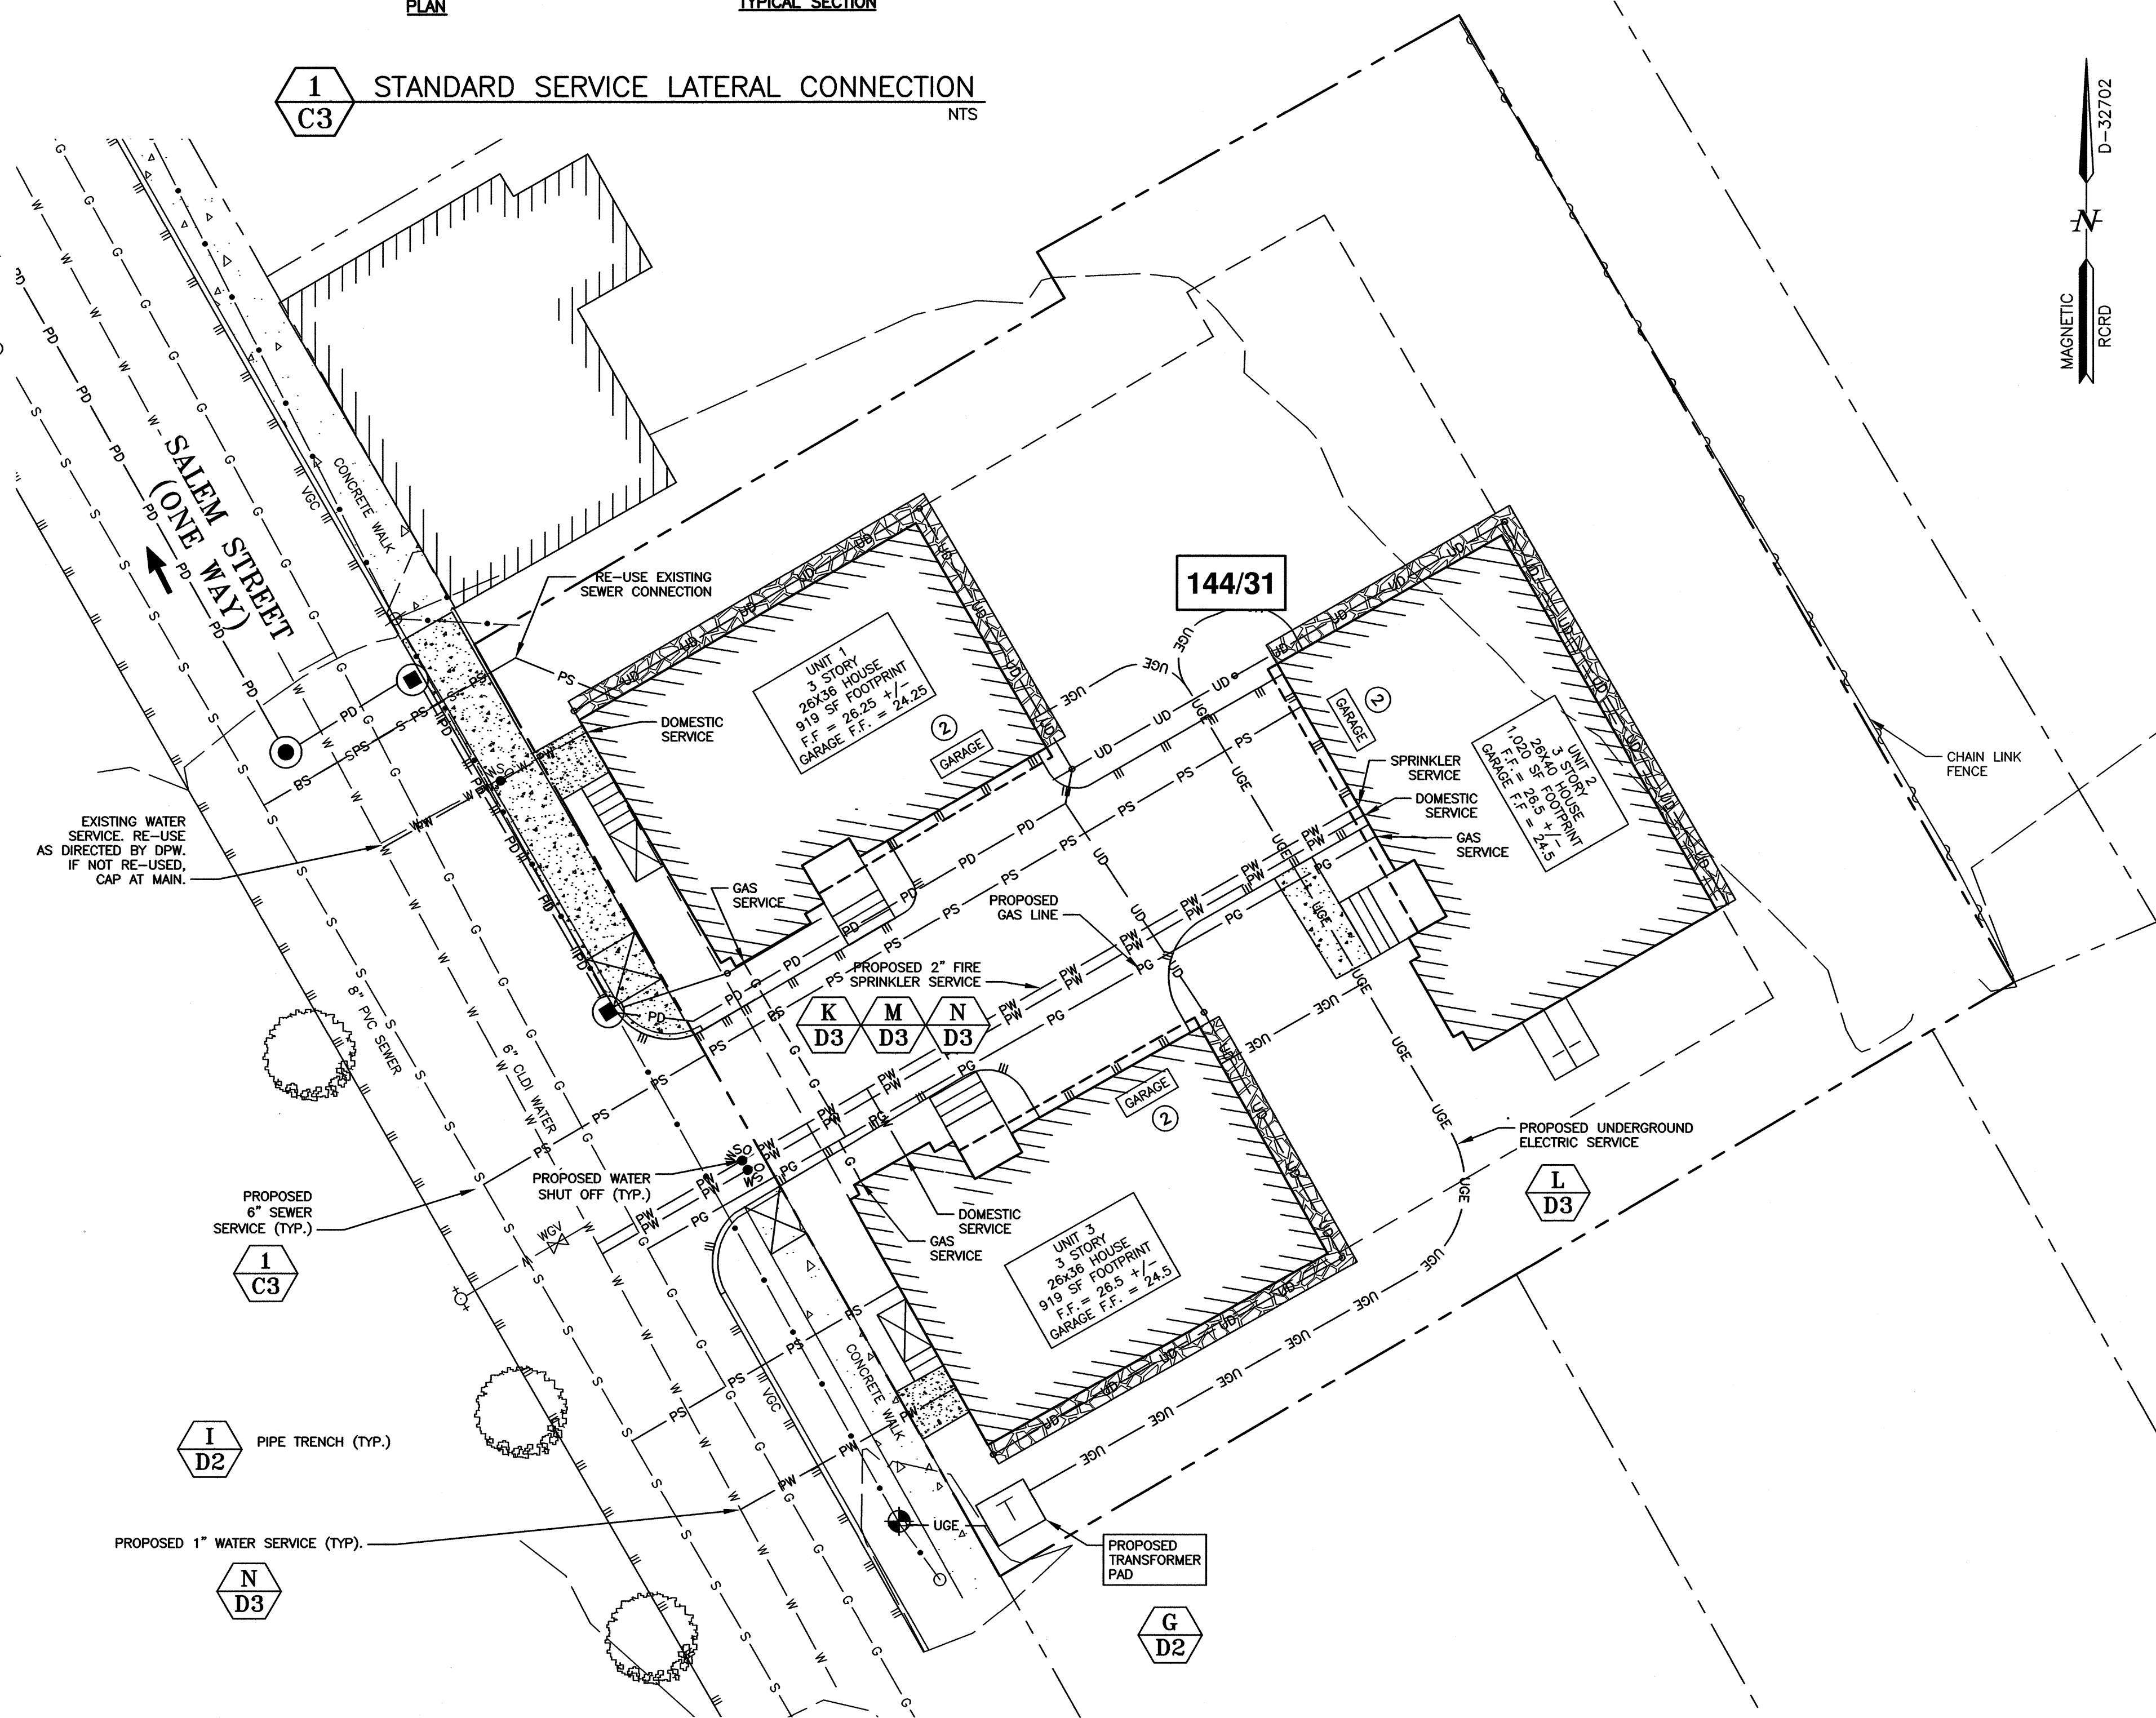 PLAN
TYPICAL SECTION
1
C3
STANDARD SERVICE LATERAL CONNECTION
NTS
D-32702
N
MAGNETIC
RCRD
SALEM STREET
(ONE WAY)
VGC
CONCRETE WALK
RE-USE EXISTING
SEWER CONNECTION
144/31
UNIT 1
3 STORY
26X36 HOUSE
919 SF FOOTPRINT
F.F = 26.25 +/-
GARAGE F.F. = 24.25
2
GARAGE
DOMESTIC
SERVICE
GARAGE
2
UNIT 2
3 STORY
26X40 HOUSE
1,020 SF FOOTPRINT
F.F = 26.5 +/-
GARAGE F.F = 24.5
CHAIN LINK
FENCE
SPRINKLER
SERVICE
DOMESTIC
SERVICE
GAS
SERVICE
EXISTING WATER
SERVICE. RE-USE
AS DIRECTED BY DPW.
IF NOT RE-USED,
CAP AT MAIN.
GAS
SERVICE
PROPOSED
GAS LINE
PROPOSED 2" FIRE
SPRINKLER SERVICE
K
D3
M
D3
N
D3
8" PVC SEWER
6" CLDI WATER
GARAGE
2
PROPOSED UNDERGROUND
ELECTRIC SERVICE
L
D3
PROPOSED WATER
SHUT OFF (TYP.)
WSO
WSO
PROPOSED
6" SEWER
SERVICE (TYP.)
1
C3
WGV
DOMESTIC
SERVICE
GAS
SERVICE
UNIT 3
3 STORY
26x36 HOUSE
919 SF FOOTPRINT
F.F. = 26.5 +/-
GARAGE F.F. = 24.5
VGC
CONCRETE WALK
I
D2
PIPE TRENCH (TYP.)
PROPOSED 1" WATER SERVICE (TYP).
N
D3
UGE
T
PROPOSED
TRANSFORMER
PAD
G
D2